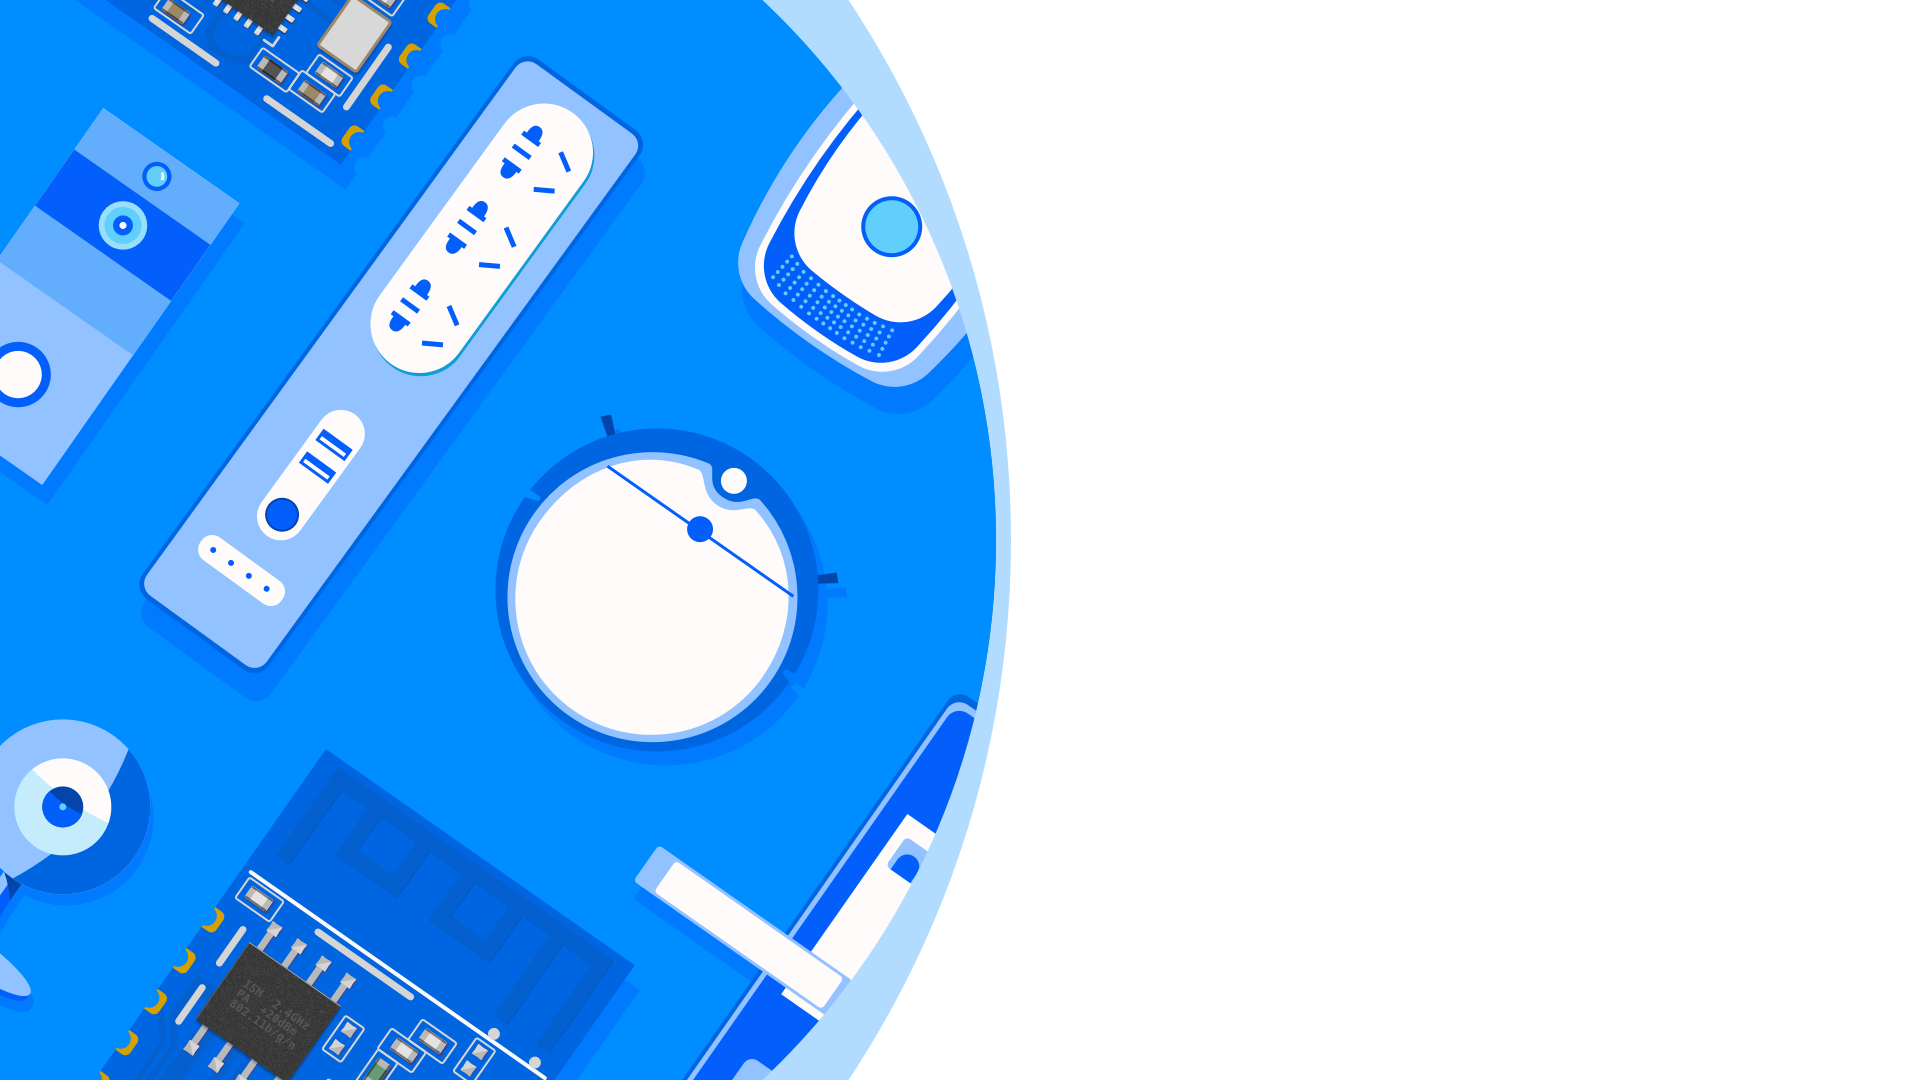 ISM 2.4GHz
PA +20dBm
802.11b/g/n